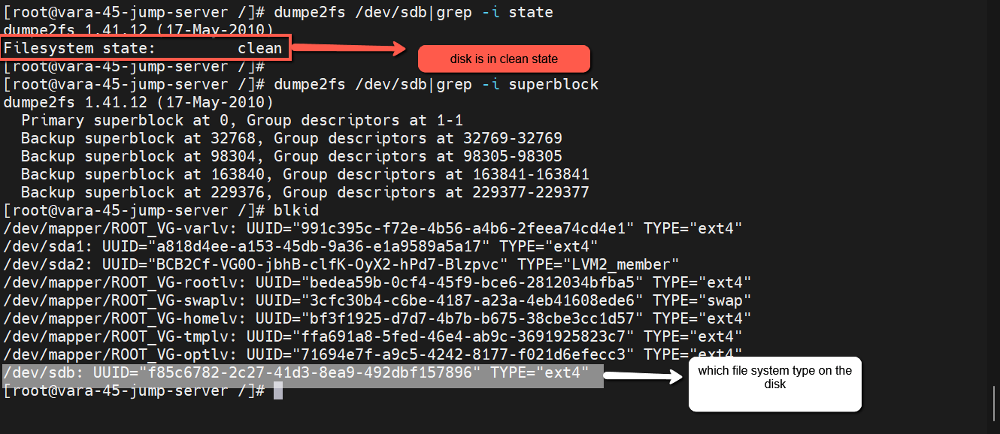 [root@vara-45-jump-server /]# dumpe2fs /dev/sdb|grep -i state
dumpe2fs 1.41.12 (17-May-2010)
Filesystem state:         clean
disk is in clean state
[root@vara-45-jump-server /]#
[root@vara-45-jump-server /]# dumpe2fs /dev/sdb|grep -i superblock
dumpe2fs 1.41.12 (17-May-2010)
  Primary superblock at 0, Group descriptors at 1-1
  Backup superblock at 32768, Group descriptors at 32769-32769
  Backup superblock at 98304, Group descriptors at 98305-98305
  Backup superblock at 163840, Group descriptors at 163841-163841
  Backup superblock at 229376, Group descriptors at 229377-229377
[root@vara-45-jump-server /]# blkid
/dev/mapper/ROOT_VG-varlv: UUID="991c395c-f72e-4b56-a4b6-2feea74cd4e1" TYPE="ext4"
/dev/sda1: UUID="a818d4ee-a153-45db-9a36-e1a9589a5a17" TYPE="ext4"
/dev/sda2: UUID="BCB2Cf-VG0O-jbhB-clfK-OyX2-hPd7-Blzpvc" TYPE="LVM2_member"
/dev/mapper/ROOT_VG-rootlv: UUID="bedea59b-0cf4-45f9-bce6-2812034bfba5" TYPE="ext4"
/dev/mapper/ROOT_VG-swaplv: UUID="3cfc30b4-c6be-4187-a23a-4eb41608ede6" TYPE="swap"
/dev/mapper/ROOT_VG-homelv: UUID="bf3f1925-d7d7-4b7b-b675-38cbe3cc1d57" TYPE="ext4"
/dev/mapper/ROOT_VG-tmplv: UUID="ffa691a8-5fed-46e4-ab9c-3691925823c7" TYPE="ext4"
/dev/mapper/ROOT_VG-optlv: UUID="71694e7f-a9c5-4242-8177-f021d6efecc3" TYPE="ext4"
/dev/sdb: UUID="f85c6782-2c27-41d3-8ea9-492dbf157896" TYPE="ext4"
which file system type on the
disk
[root@vara-45-jump-server /]#